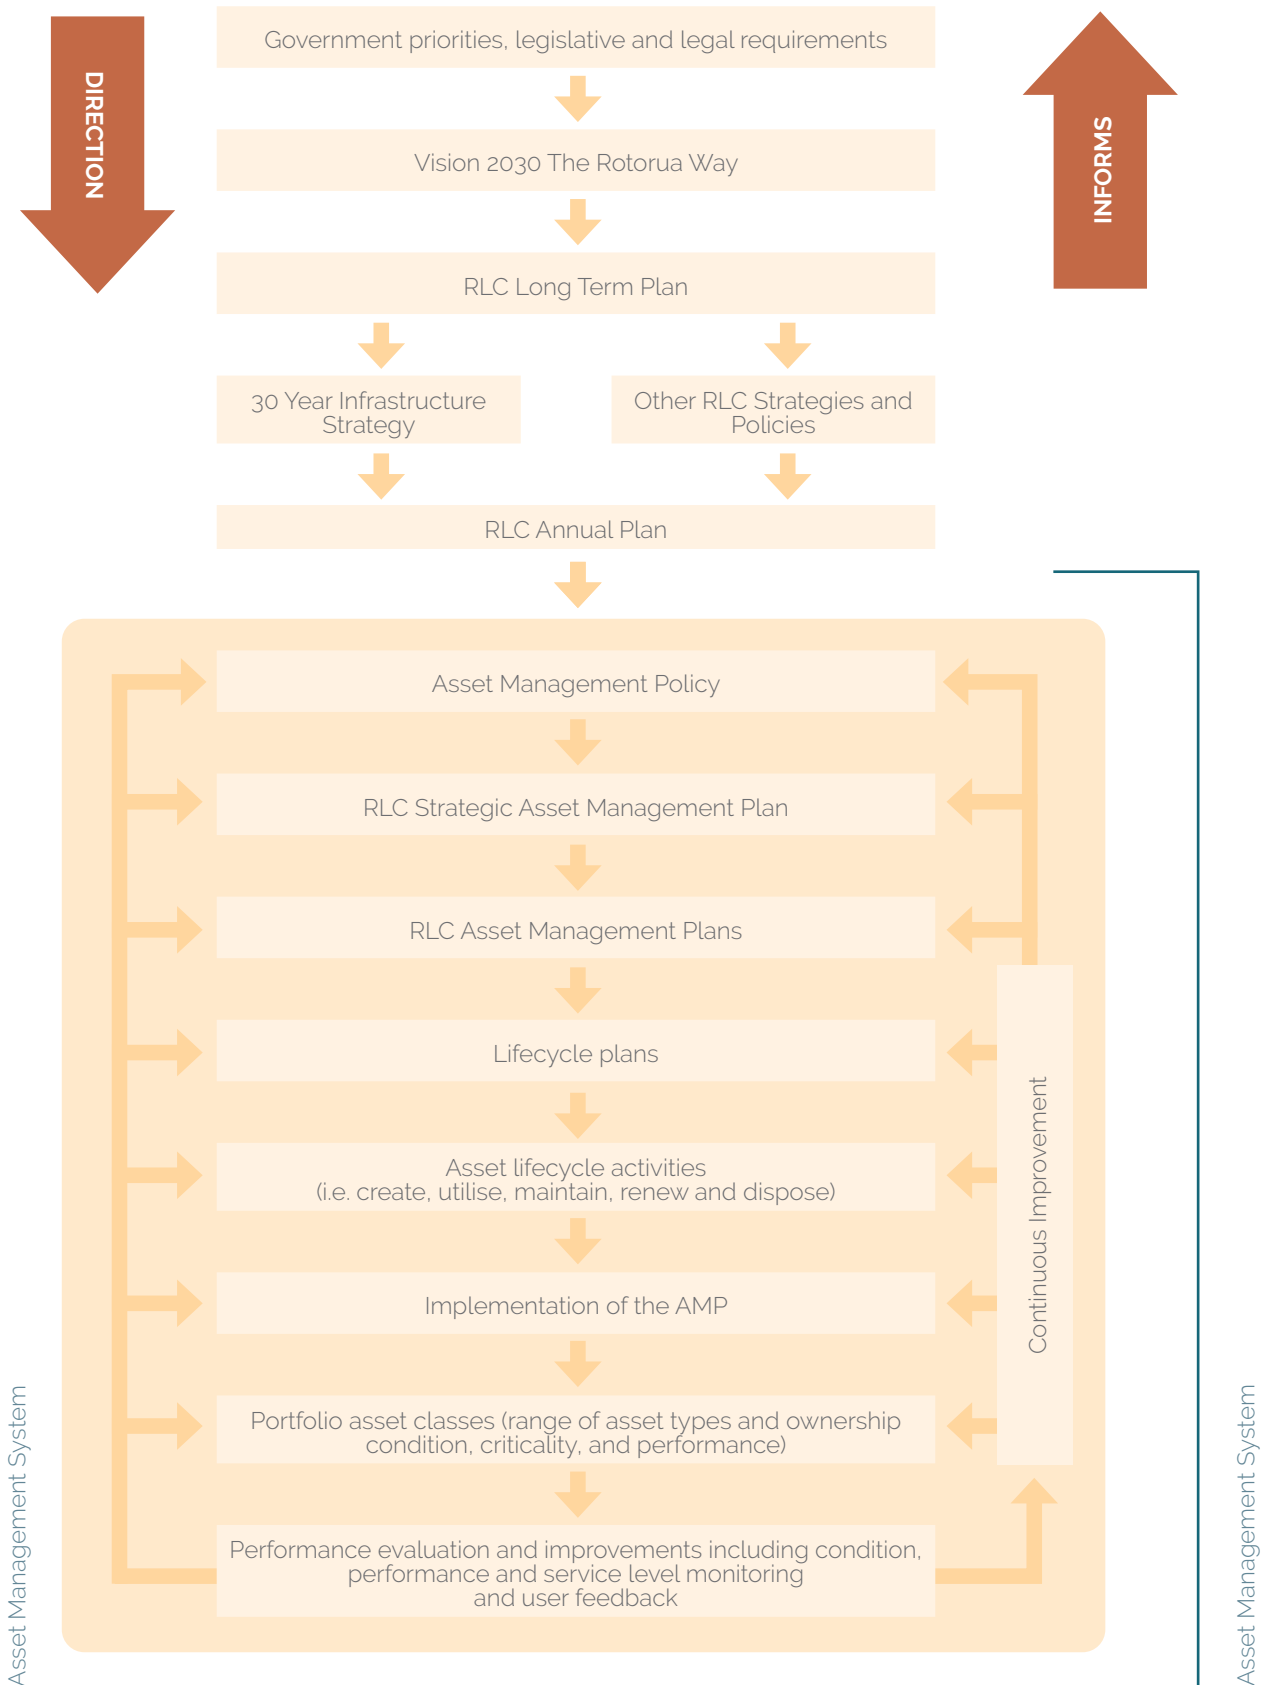 DIRECTION
INFORMS
Government priorities, legislative and legal requirements
Vision 2030 The Rotorua Way
RLC Long Term Plan
30 Year Infrastructure
Strategy
Other RLC Strategies and
Policies
RLC Annual Plan
Asset Management Policy
RLC Strategic Asset Management Plan
RLC Asset Management Plans
Lifecycle plans
Asset lifecycle activities
(i.e. create, utilise, maintain, renew and dispose)
Implementation of the AMP
Portfolio asset classes (range of asset types and ownership
condition, criticality, and performance)
Performance evaluation and improvements including condition,
performance and service level monitoring
and user feedback
Continuous Improvement
Asset Management System
Asset Management System